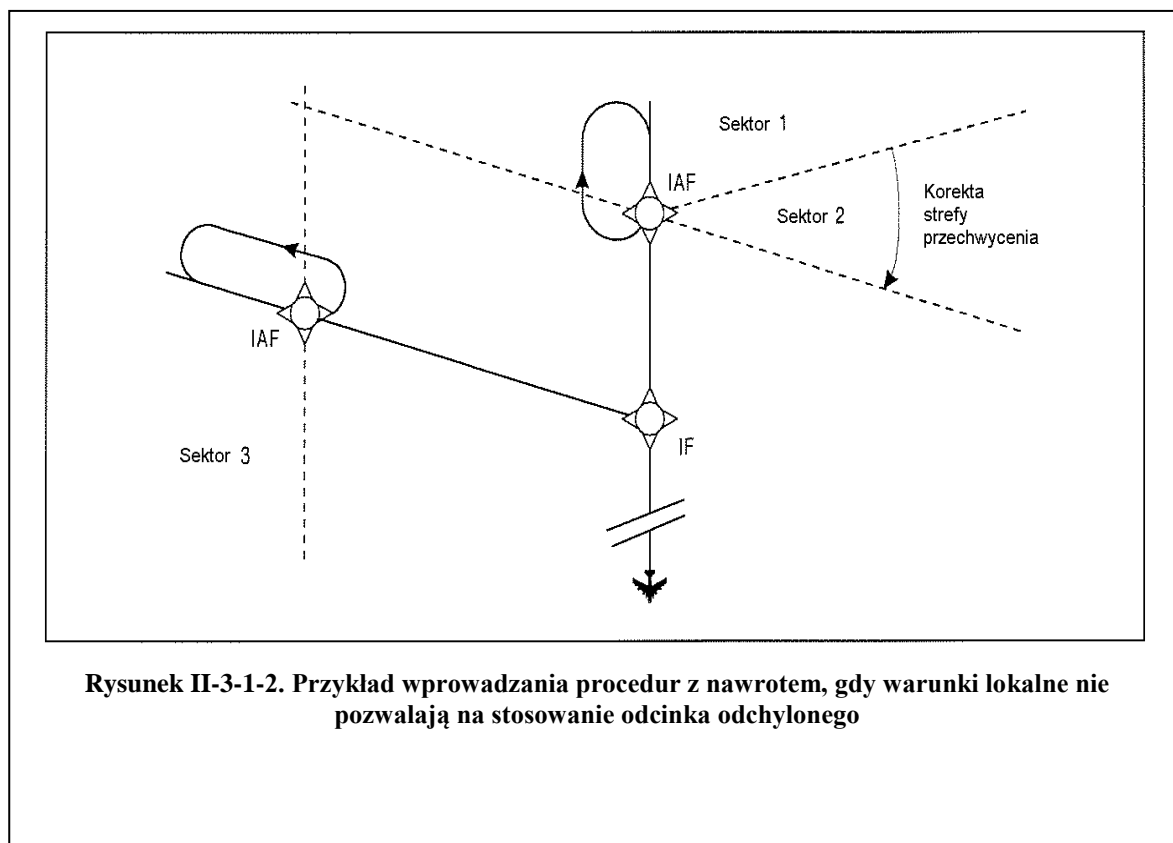 Sektor 1
IAF
Sektor 2
Korekta
strefy
przechwycenia
IAF
IF
Sektor 3
Rysunek II-3-1-2. Przykład wprowadzania procedur z nawrotem, gdy warunki lokalne nie
pozwalają na stosowanie odcinka odchylonego